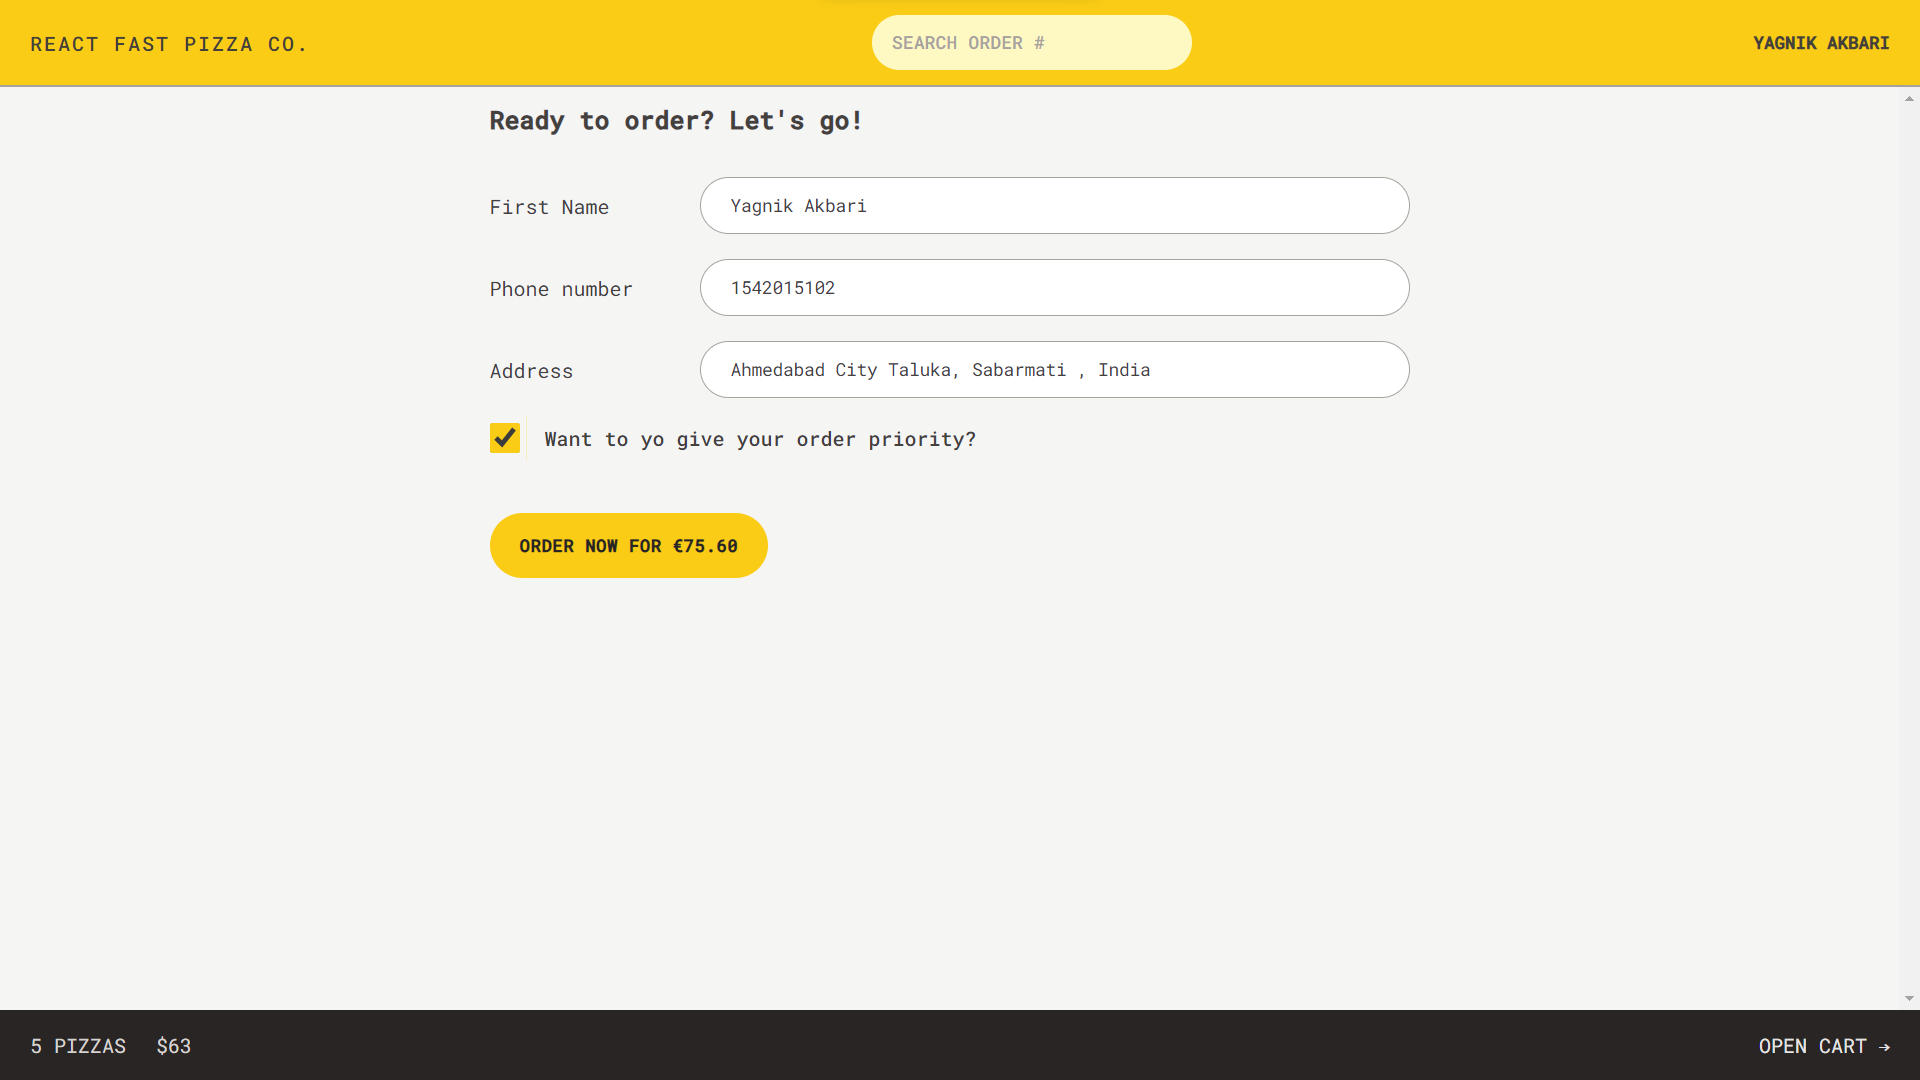 REACT FAST PIZZA CO.
SEARCH ORDER #
YAGNIK AKBARI
Ready to order? Let's go!
First Name
Yagnik Akbari
Phone number
1542015102
Address
Ahmedabad City Taluka, Sabarmati , India
Want to yo give your order priority?
ORDER NOW FOR €75.60
5 PIZZAS $63
OPEN CART →